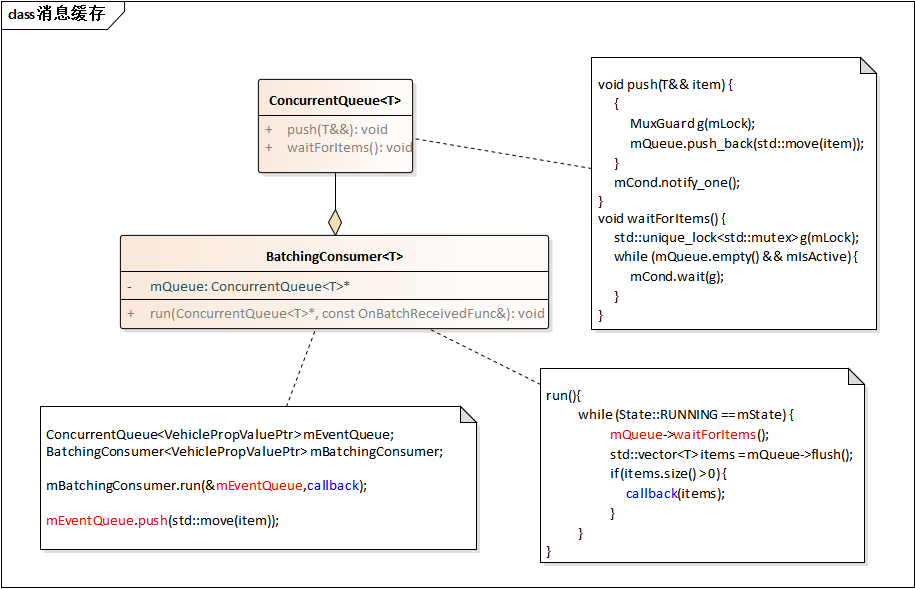 class 消息缓存
ConcurrentQueue<T>
+ push(T&&): void
+ waitForItems(): void
void push(T&& item) {
{
MuxGuard g(mLock);
mQueue.push_back(std::move(item));
}
mCond.notify_one();
}
void waitForItems() {
std::unique_lock<std::mutex> g(mLock);
while (mQueue.empty() && mIsActive) {
mCond.wait(g);
}
}
BatchingConsumer<T>
- mQueue: ConcurrentQueue<T>*
+ run(ConcurrentQueue<T>*, const OnBatchReceivedFunc&): void
ConcurrentQueue<VehiclePropValuePtr> mEventQueue;
BatchingConsumer<VehiclePropValuePtr> mBatchingConsumer;
mBatchingConsumer.run(&mEventQueue,callback);
mEventQueue.push(std::move(item));
run(){
while (State::RUNNING == mState) {
mQueue->waitForItems();
std::vector<T> items = mQueue->flush();
if (items.size() > 0) {
callback(items);
}
}
}